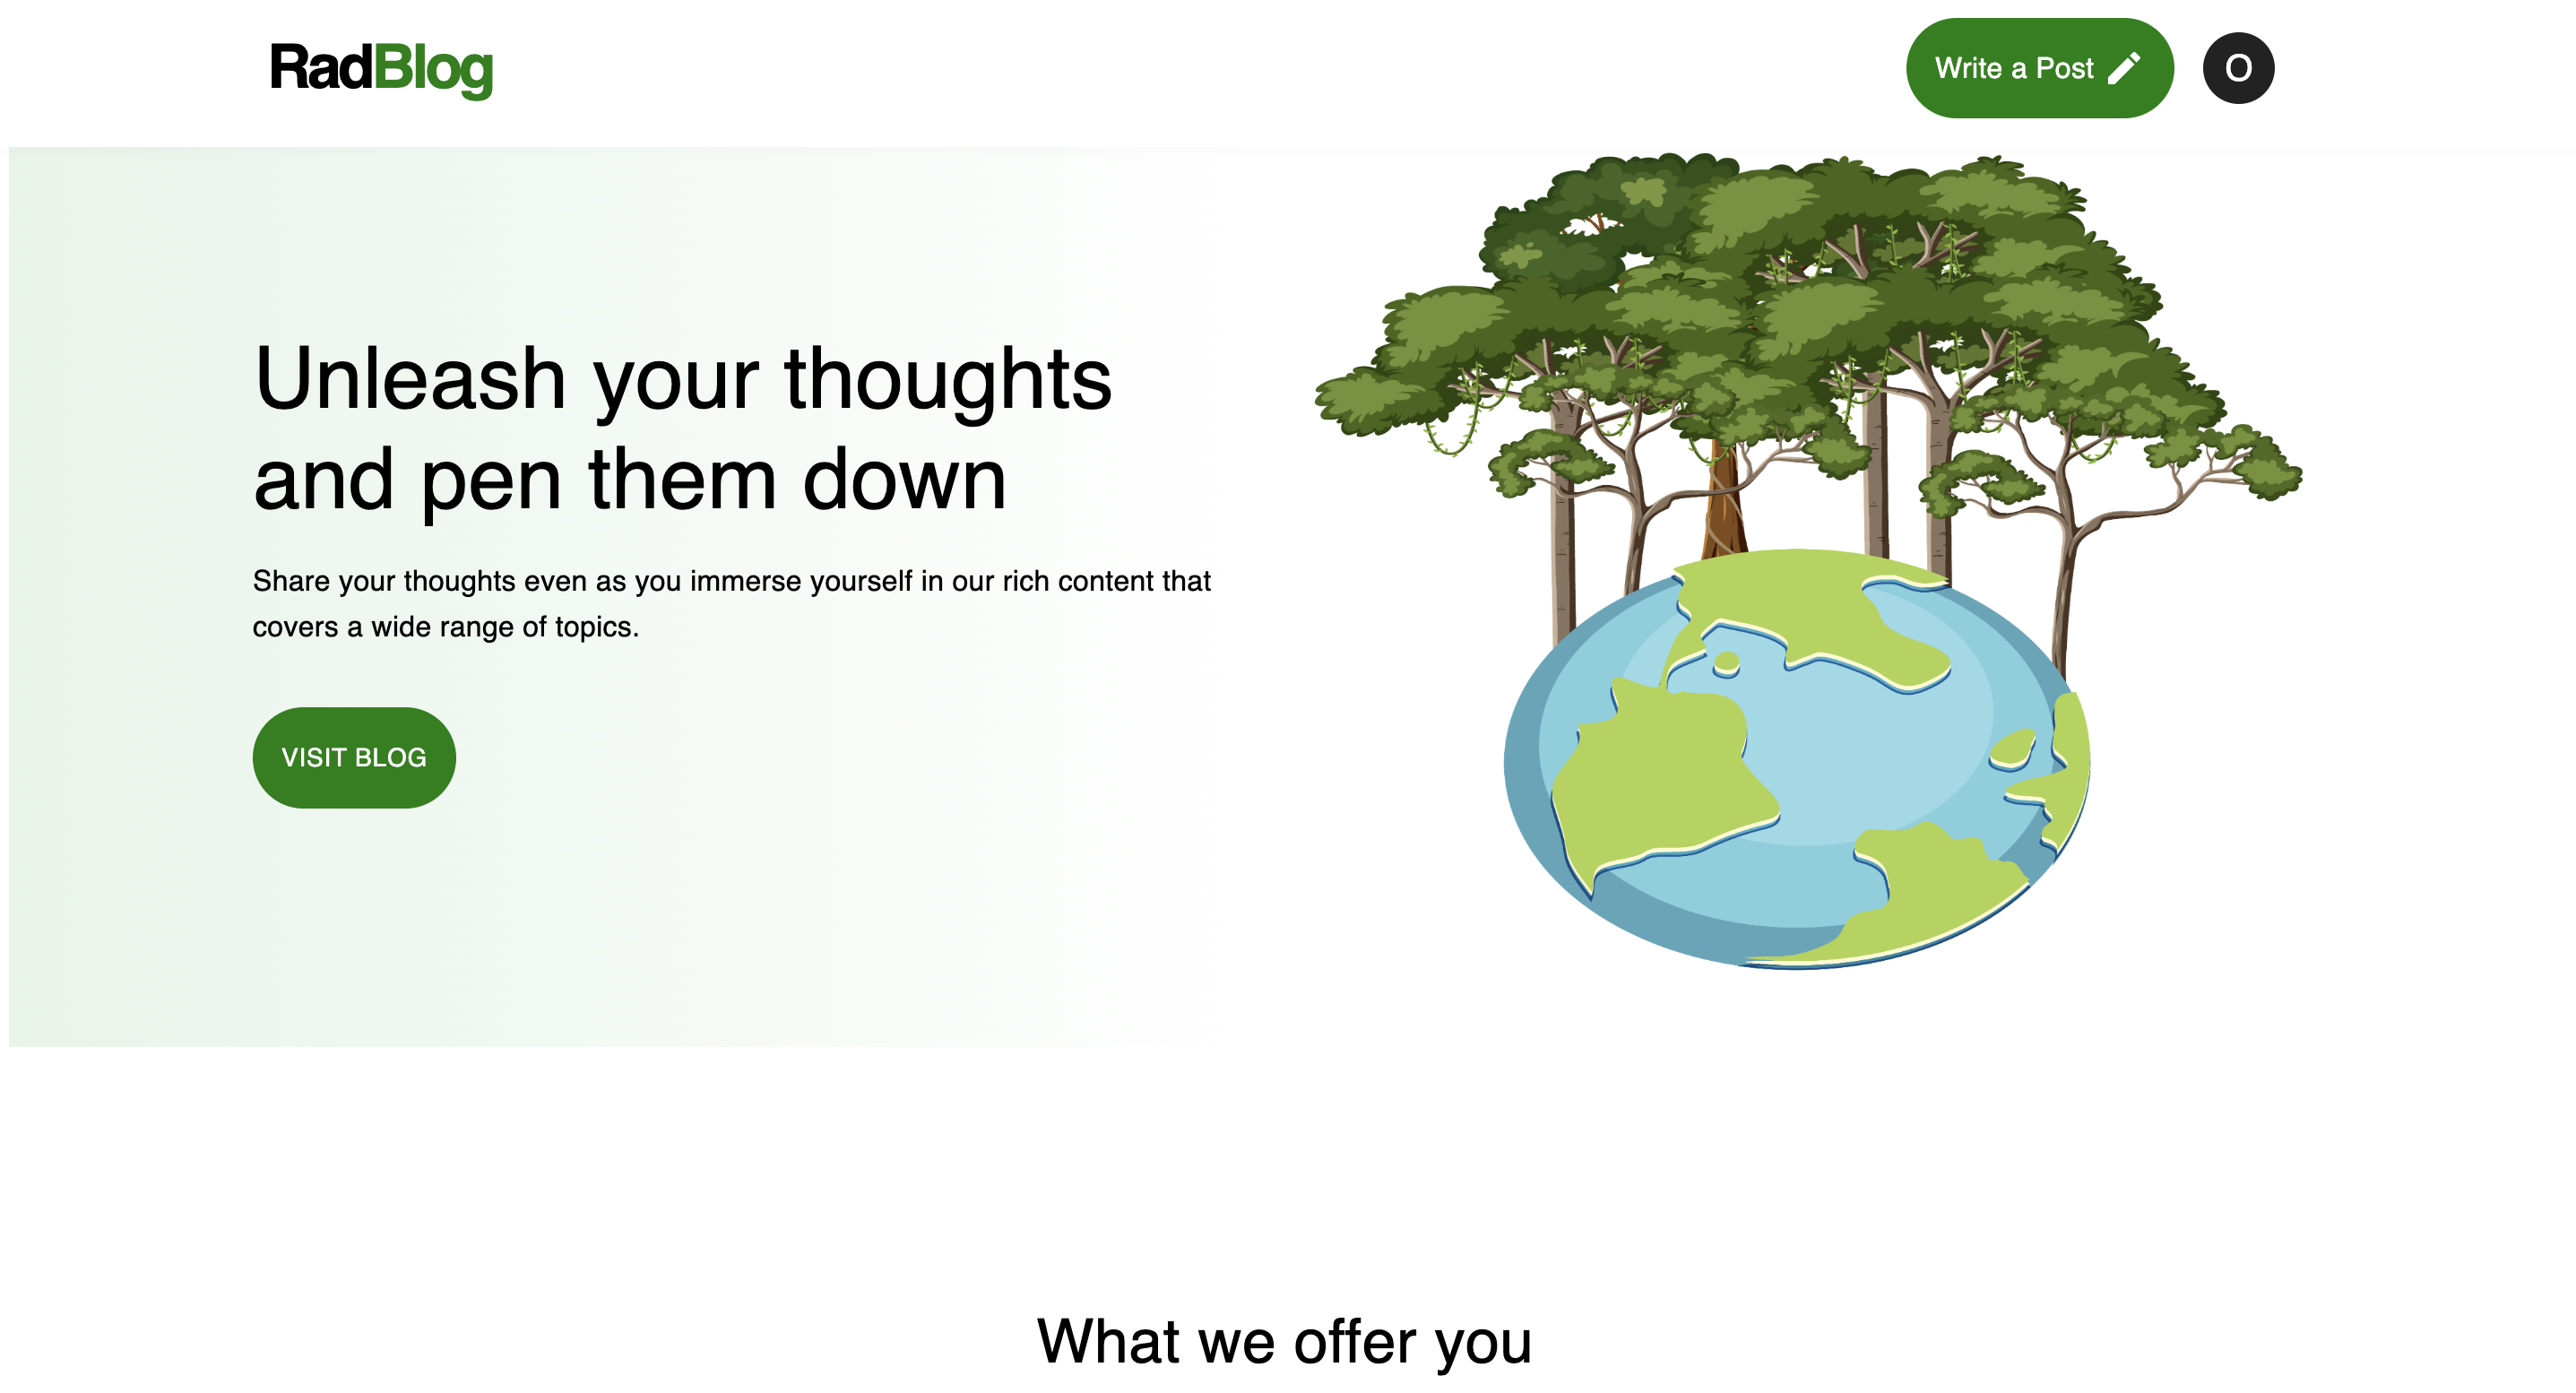 RadBlog
Write a Post
O
Unleash your thoughts
and pen them down
Share your thoughts even as you immerse yourself in our rich content that
covers a wide range of topics.
VISIT BLOG
What we offer you